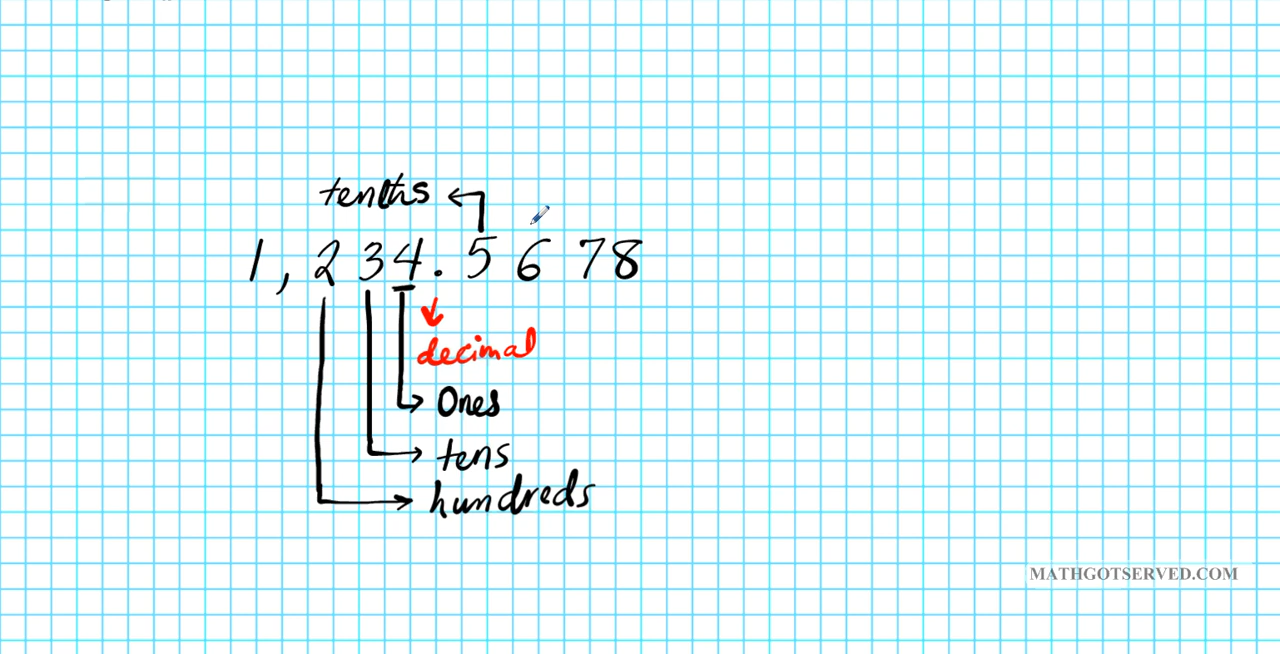 tenths
1,234.5678
decimal
Ones
tens
hundreds
MATHGOTSERVED.COM